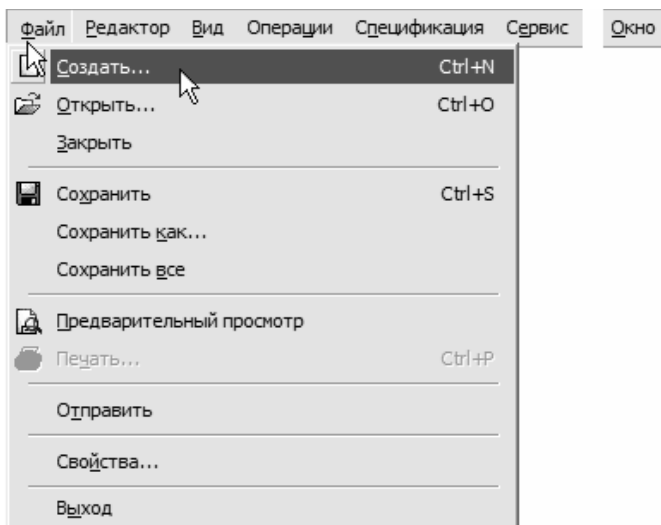 Файл Редактор Вид Операции Спецификация Сервис Окно
Создать... Ctrl+N
Открыть... Ctrl+O
Закрыть
Сохранить Ctrl+S
Сохранить как...
Сохранить все
Предварительный просмотр
Печать... Ctrl+P
Отправить
Свойства...
Выход